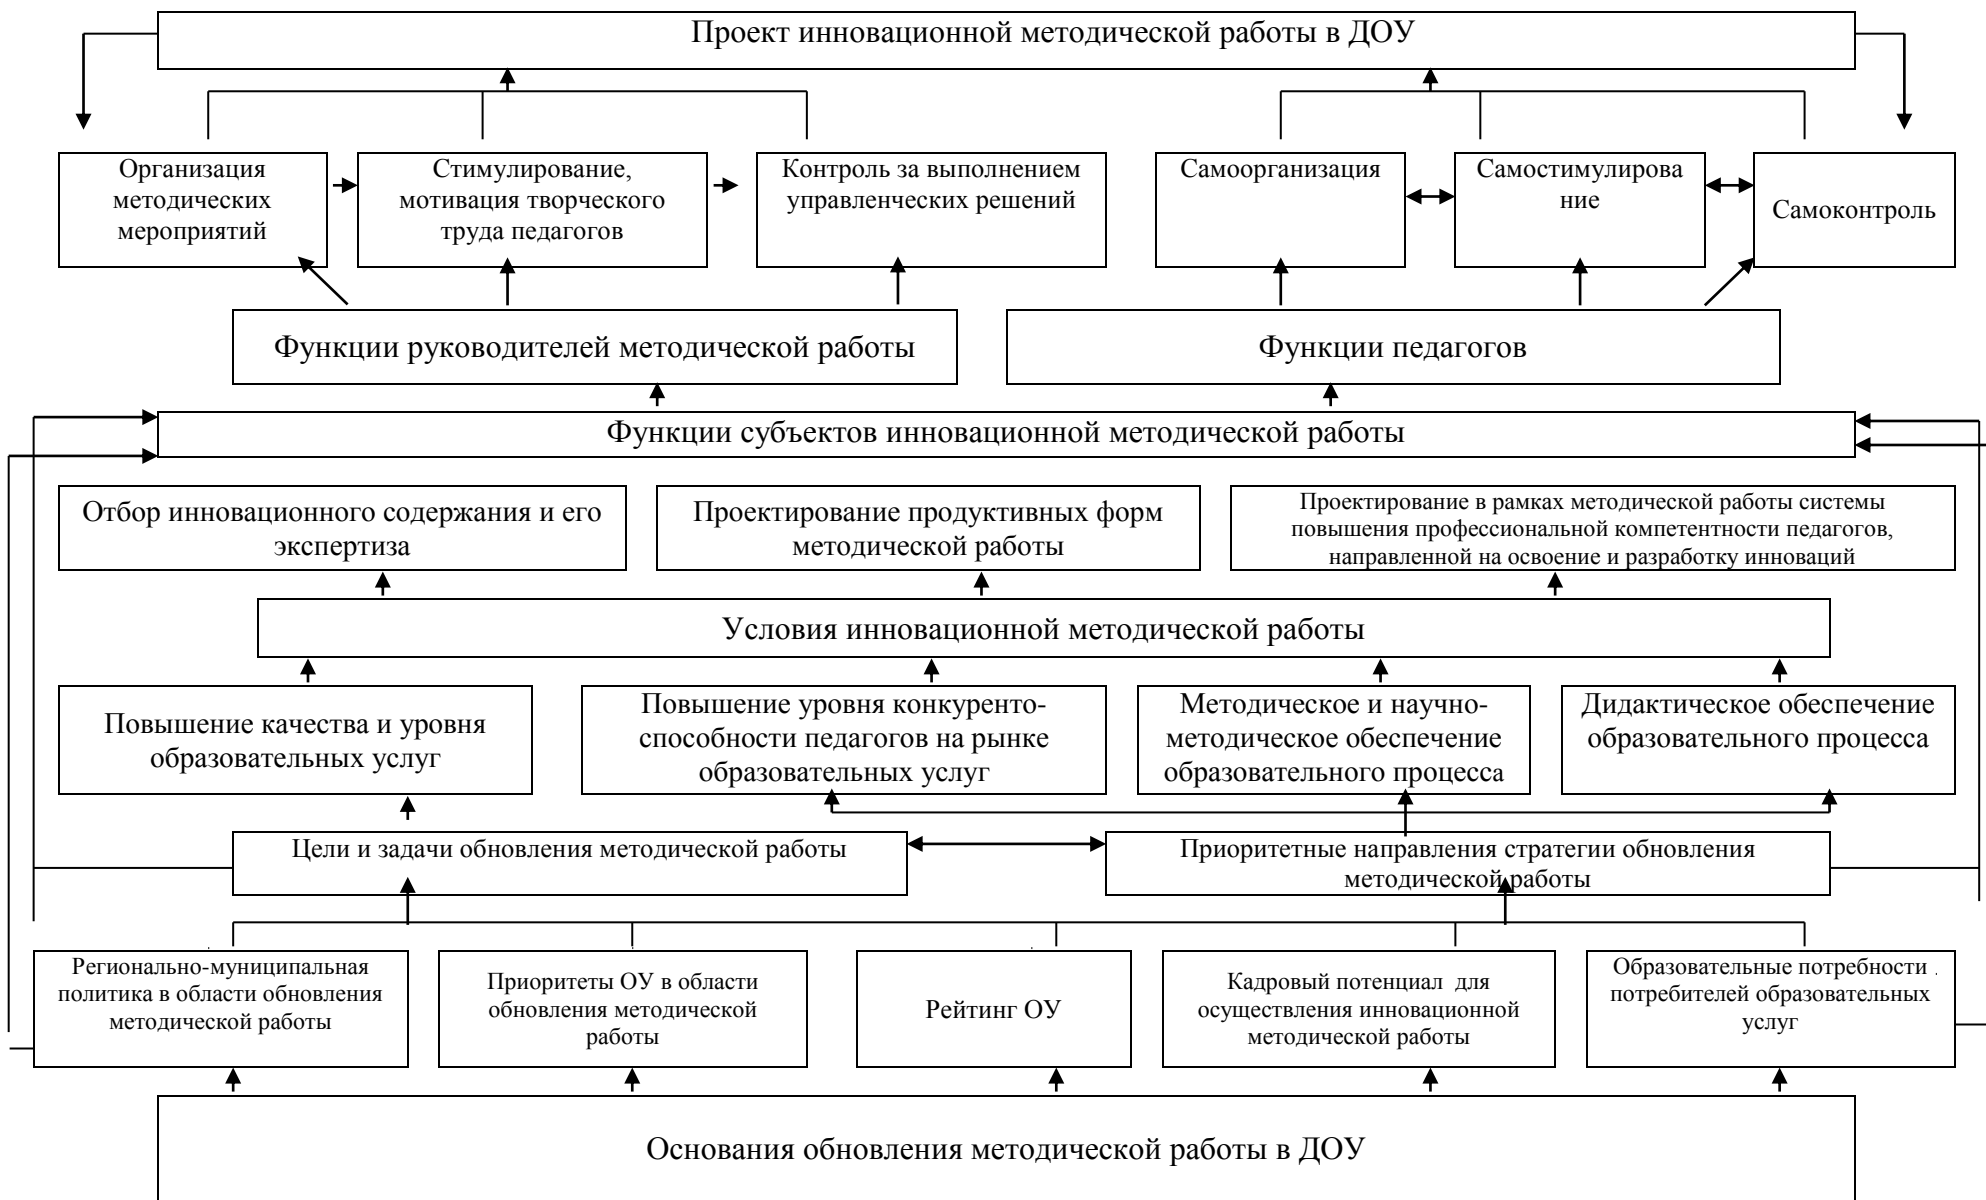 Проект инновационной методической работы в ДОУ
Организация
методических
мероприятий
Стимулирование,
мотивация творческого
труда педагогов
Контроль за выполнением
управленческих решений
Самоорганизация
Самостимулирова
ние
Самоконтроль
Функции руководителей методической работы
Функции педагогов
Функции субъектов инновационной методической работы
Отбор инновационного содержания и его
экспертиза
Проектирование продуктивных форм
методической работы
Проектирование в рамках методической работы системы
повышения профессиональной компетентности педагогов,
направленной на освоение и разработку инноваций
Условия инновационной методической работы
Повышение качества и уровня
образовательных услуг
Повышение уровня конкуренто-
способности педагогов на рынке
образовательных услуг
Методическое и научно-
методическое обеспечение
образовательного процесса
Дидактическое обеспечение
образовательного процесса
Цели и задачи обновления методической работы
Приоритетные направления стратегии обновления
методической работы
Регионально-муниципальная
политика в области обновления
методической работы
Приоритеты ОУ в области
обновления методической
работы
Рейтинг ОУ
Кадровый потенциал для
осуществления инновационной
методической работы
Образовательные потребности
потребителей образовательных
услуг
Основания обновления методической работы в ДОУ